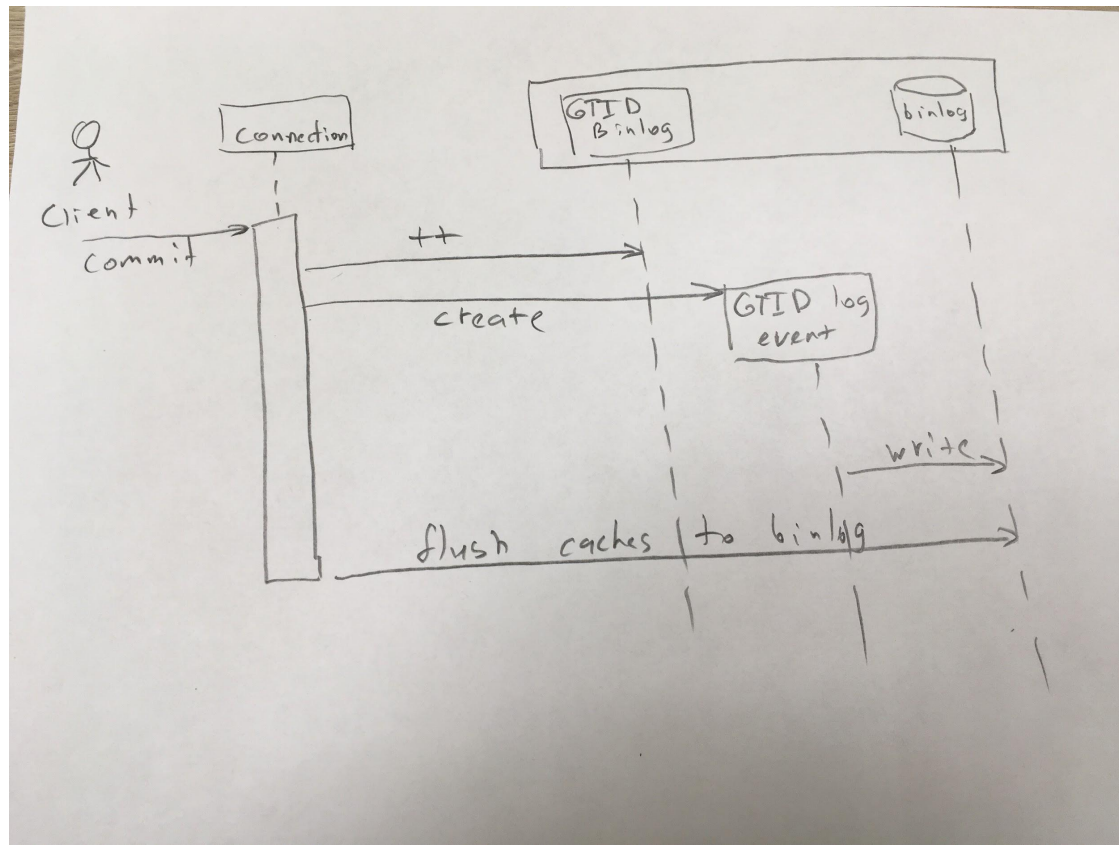 Connection
GTID
Binlog
binlog
Client
commit
++
create
GTID log
event
write
flush caches to binlog